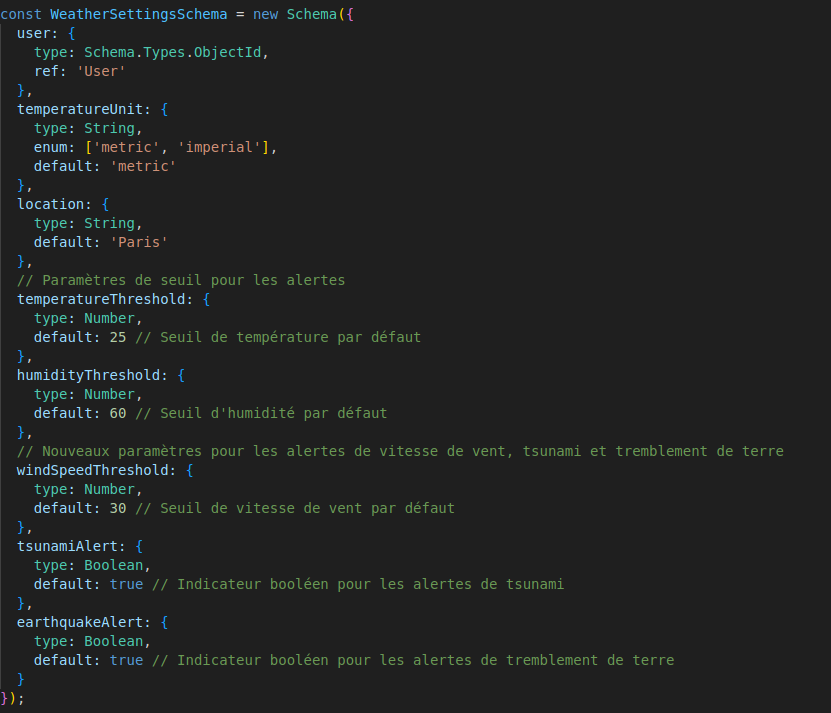 const WeatherSettingsSchema = new Schema({
  user: {
    type: Schema.Types.ObjectId,
    ref: 'User'
  },
  temperatureUnit: {
    type: String,
    enum: ['metric', 'imperial'],
    default: 'metric'
  },
  location: {
    type: String,
    default: 'Paris'
  },
  // Paramètres de seuil pour les alertes
  temperatureThreshold: {
    type: Number,
    default: 25 // Seuil de température par défaut
  },
  humidityThreshold: {
    type: Number,
    default: 60 // Seuil d'humidité par défaut
  },
  // Nouveaux paramètres pour les alertes de vitesse de vent, tsunami et tremblement de terre
  windSpeedThreshold: {
    type: Number,
    default: 30 // Seuil de vitesse de vent par défaut
  },
  tsunamiAlert: {
    type: Boolean,
    default: true // Indicateur booléen pour les alertes de tsunami
  },
  earthquakeAlert: {
    type: Boolean,
    default: true // Indicateur booléen pour les alertes de tremblement de terre
  }
});